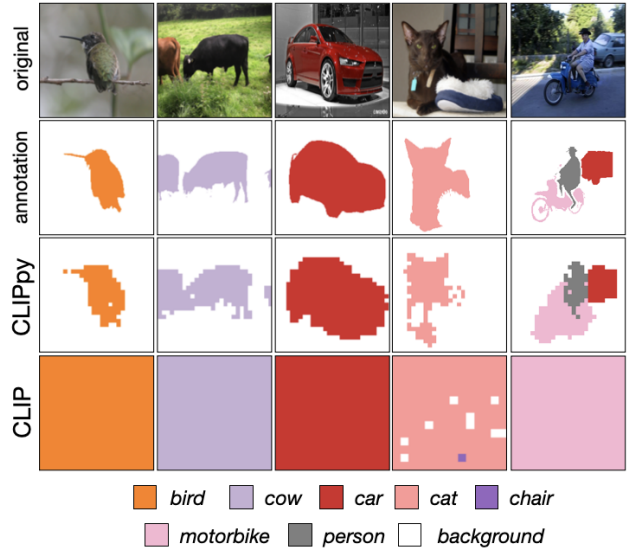 original
annotation
CLIPpy
CLIP
bird cow car cat chair
motorbike person background